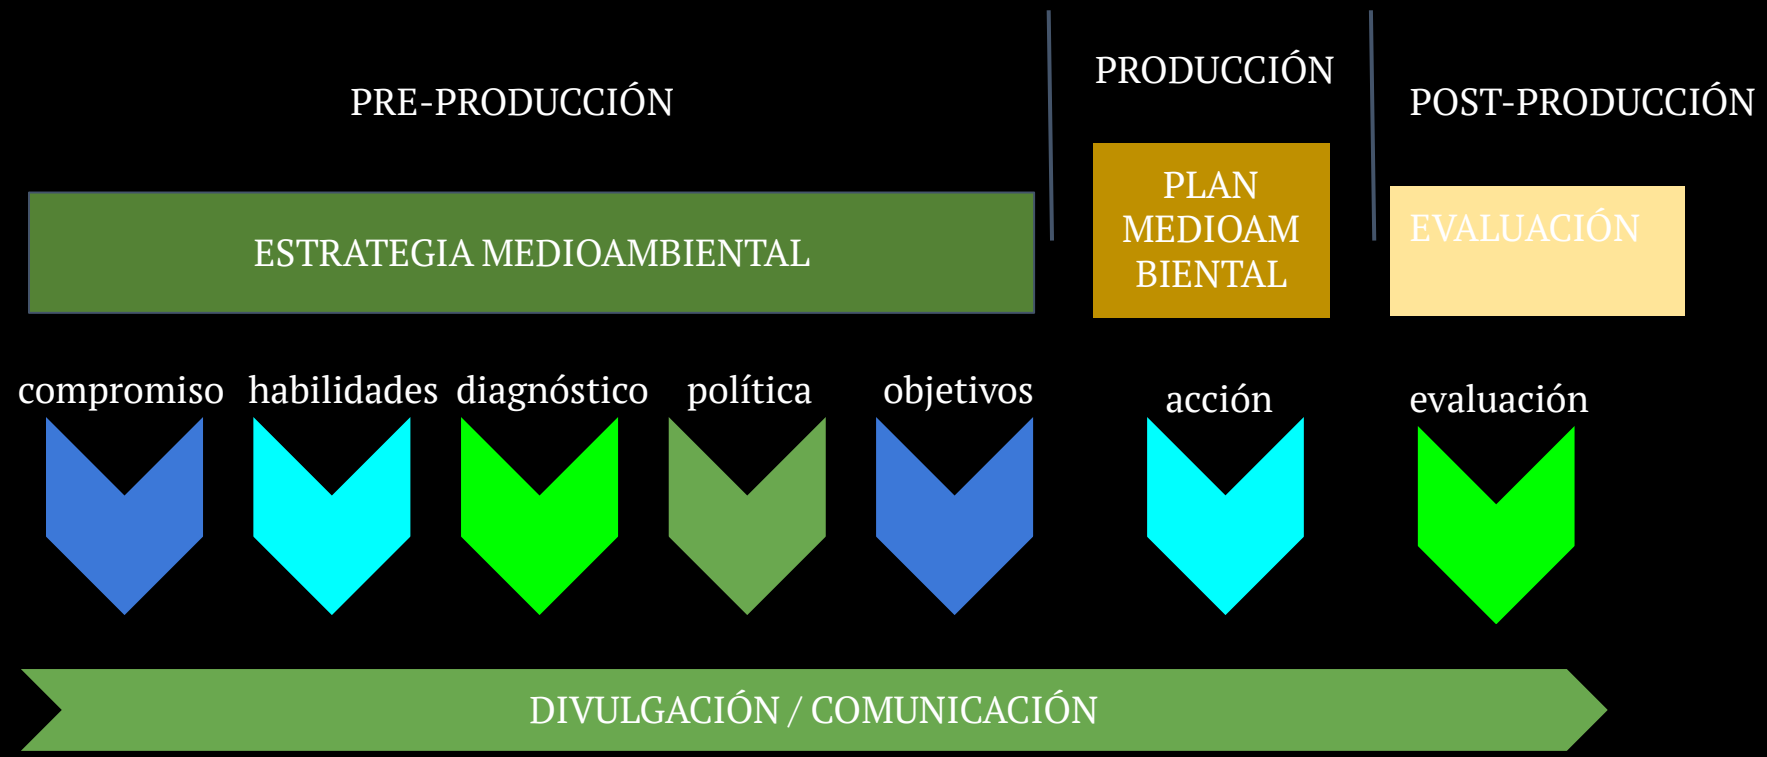 PRE-PRODUCCIÓN
PRODUCCIÓN
POST-PRODUCCIÓN
ESTRATEGIA MEDIOAMBIENTAL
PLAN
MEDIOAM
BIENTAL
EVALUACIÓN
compromiso
habilidades
diagnóstico
política
objetivos
acción
evaluación
DIVULGACIÓN / COMUNICACIÓN